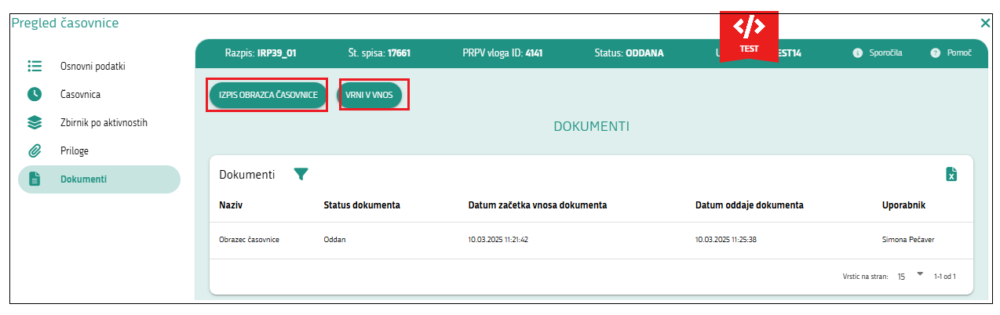 Pregled časovnice
TEST
Razpis: IRP39_01 Št. spisa: 17661 PRPV vloga ID: 4141 Status: ODDANA U EST14 Sporočila Pomoč
Osnovni podatki
Časovnica
Zbirnik po aktivnostih
Priloge
Dokumenti
IZPIS OBRAZCA ČASOVNICE VRNI V VNOS
DOKUMENTI
Dokumenti
Naziv Status dokumenta Datum začetka vnosa dokumenta Datum oddaje dokumenta Uporabnik
Obrazec časovnice Oddan 10.03.2025 11:21:42 10.03.2025 11:25:38 Simona Pečaver
Vrstic na stran: 15 1-1 od 1